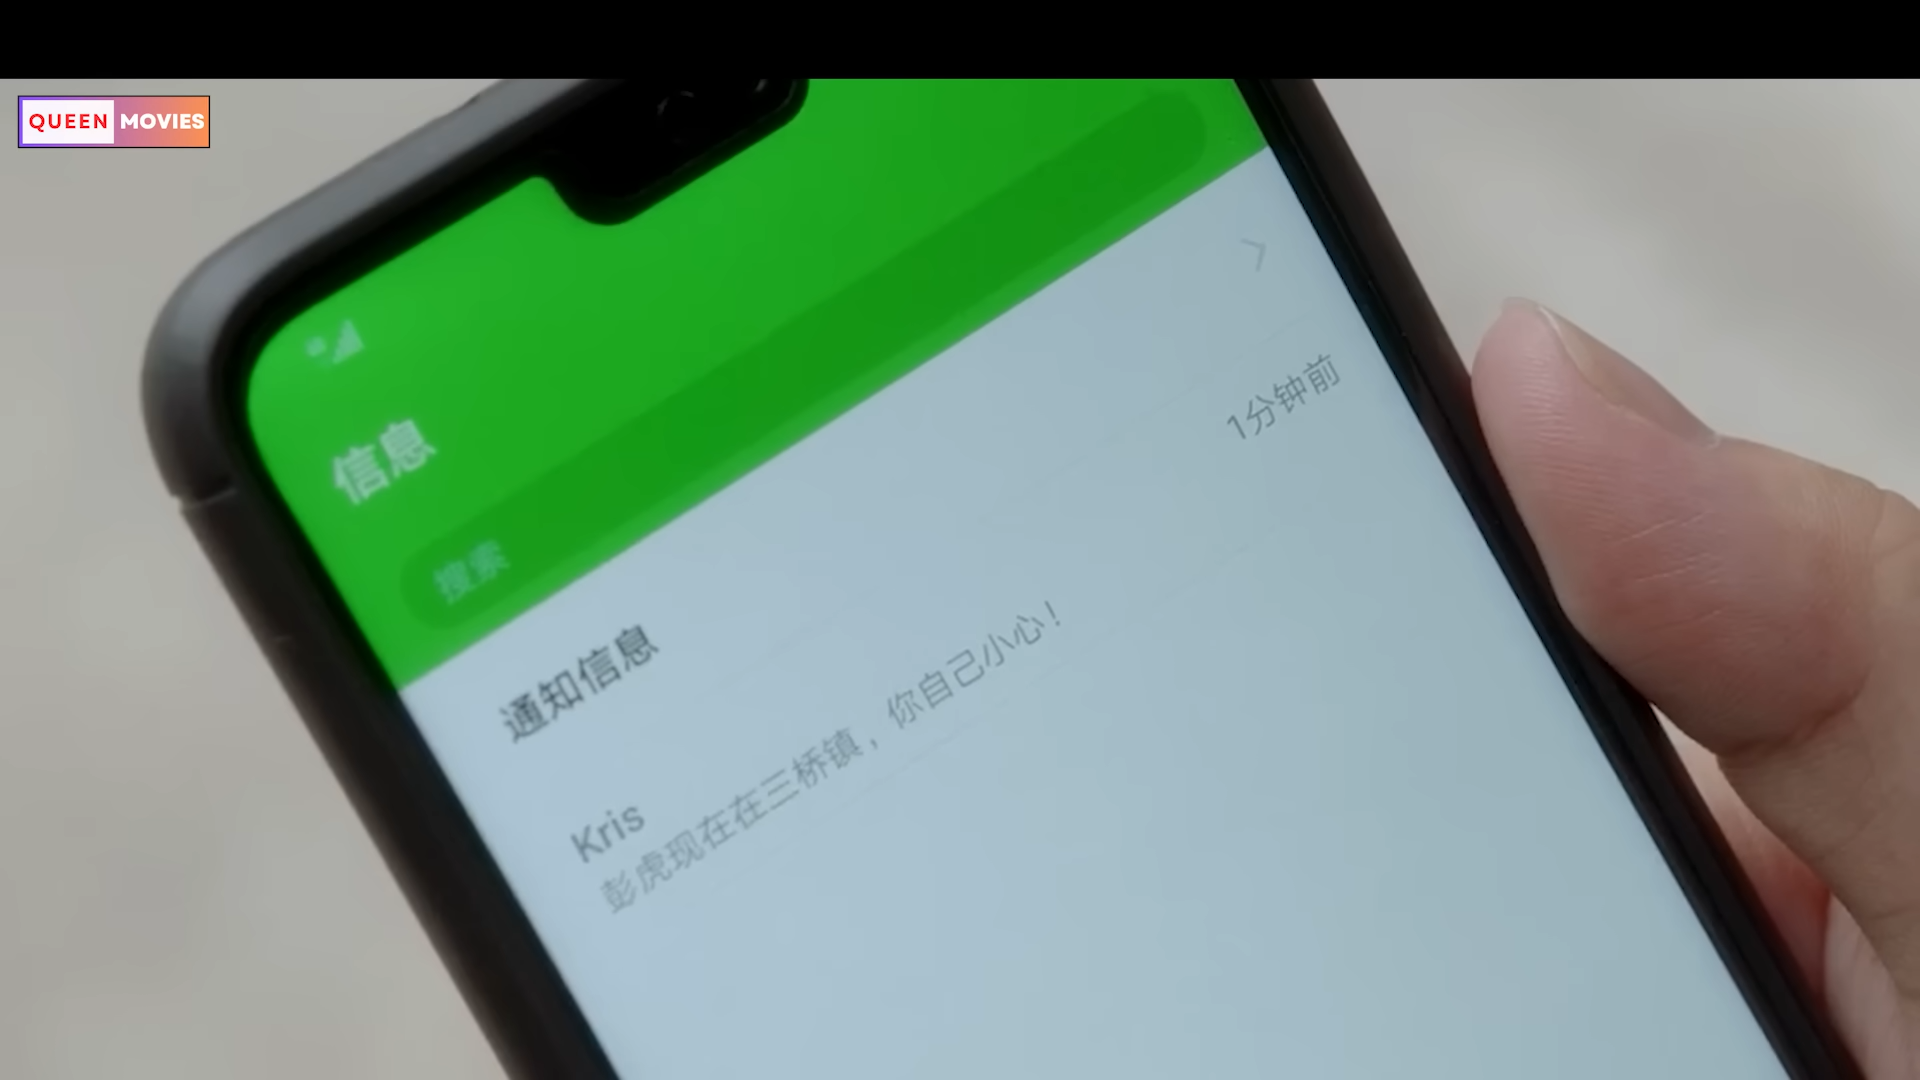 QUEEN MOVIES
信息
搜索
通知信息
1分钟前
Kris
彭虎现在在三桥镇，你自己小心！